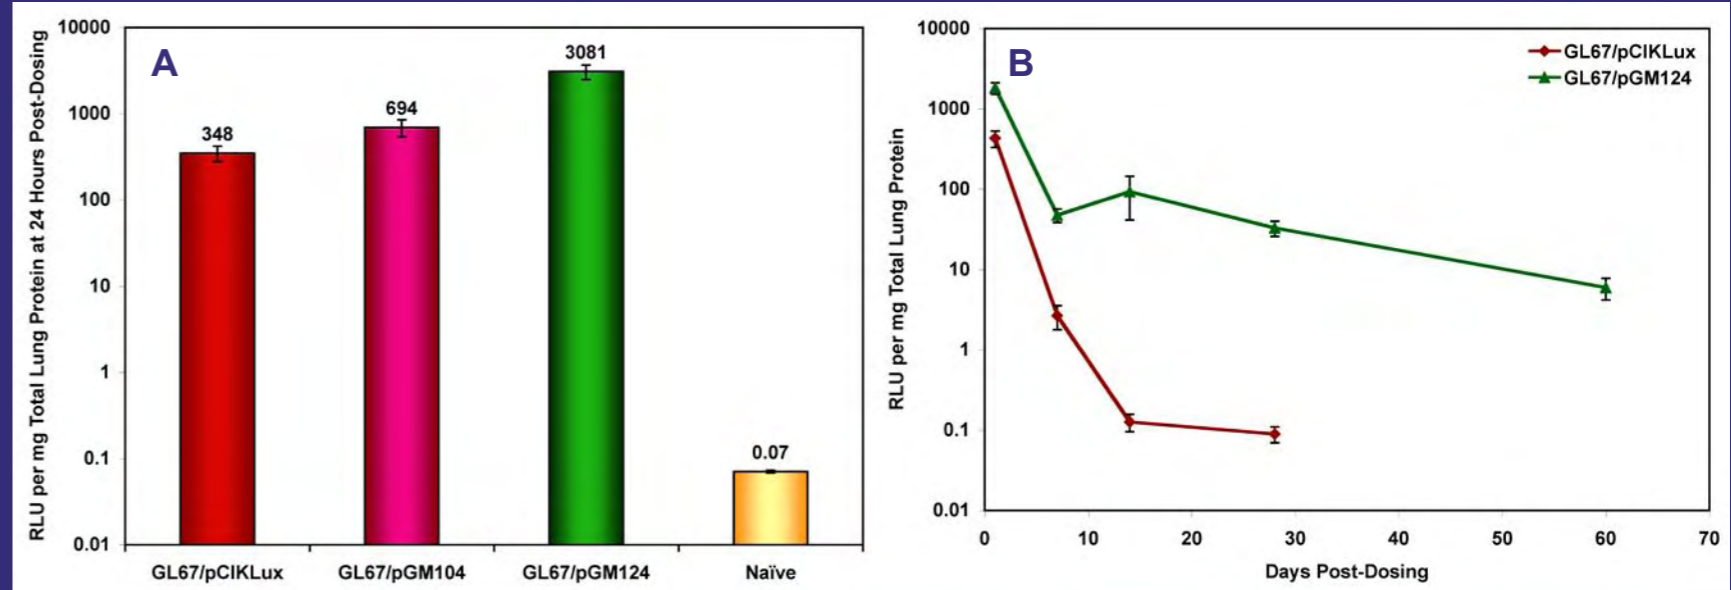 A
RLU per mg Total Lung Protein at 24 Hours Post-Dosing
10000
1000
100
10
1
0.1
0.01
348
694
3081
0.07
GL67/pCIKLux
GL67/pGM104
GL67/pGM124
Naïve
B
RLU per mg Total Lung Protein
10000
1000
100
10
1
0.1
0.01
GL67/pCIKLux
GL67/pGM124
0 10 20 30 40 50 60 70
Days Post-Dosing